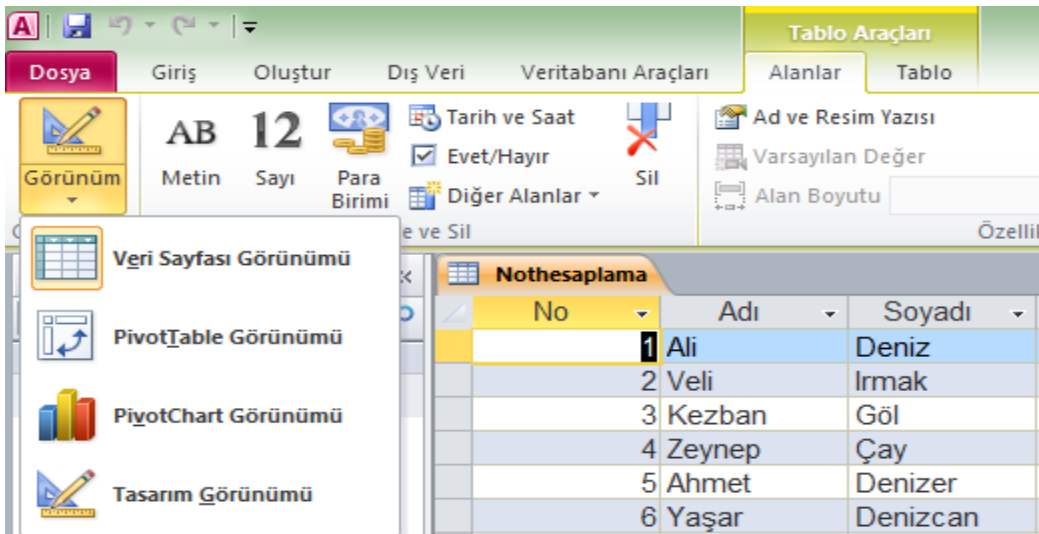 A
Tablo Araçları
Dosya Giriş Oluştur Dış Veri Veritabanı Araçları Alanlar Tablo
Görünüm
AB Metin
12 Sayı
Para Birimi
Tarih ve Saat
Evet/Hayır
Diğer Alanlar
Sil
Ad ve Resim Yazısı
Varsayılan Değer
Alan Boyutu
e ve Sil
Özelli
Veri Sayfası Görünümü
PivotTable Görünümü
PivotChart Görünümü
Tasarım Görünümü
Nothesaplama
No Adı Soyadı
1 Ali Deniz
2 Veli Irmak
3 Kezban Göl
4 Zeynep Çay
5 Ahmet Denizer
6 Yaşar Denizcan